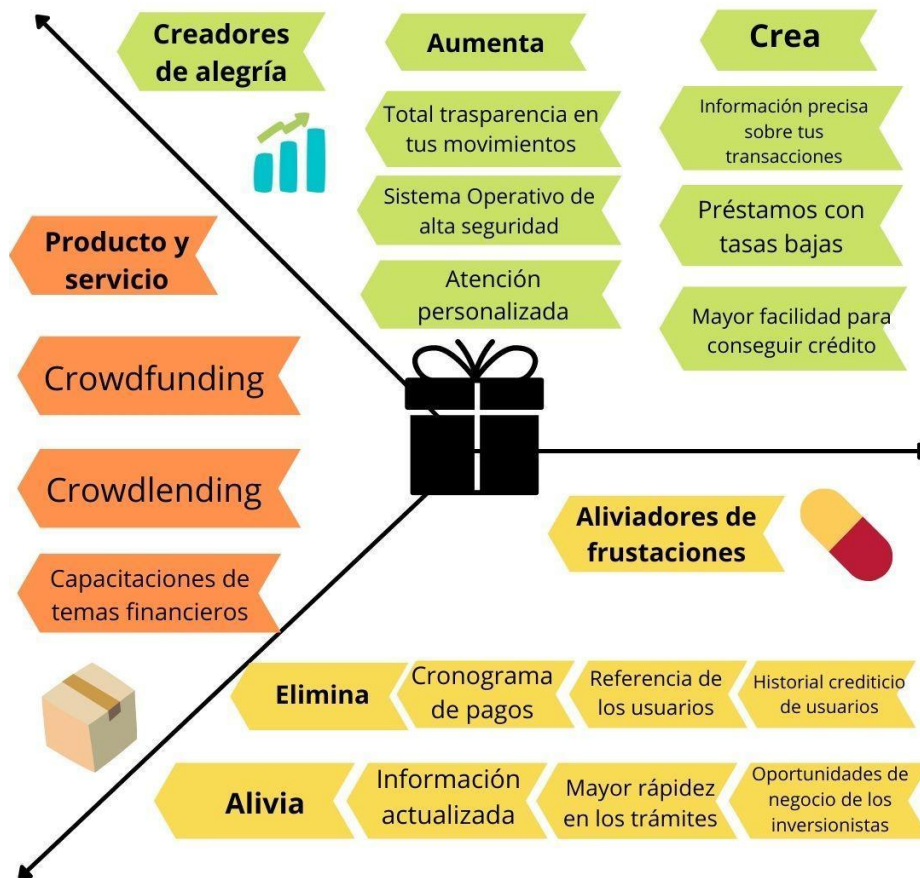 Creadores
de alegría
Aumenta
Total trasparencia en
tus movimientos
Sistema Operativo de
alta seguridad
Atención
personalizada
Crea
Información precisa
sobre tus
transacciones
Préstamos con
tasas bajas
Mayor facilidad para
conseguir crédito
Producto y
servicio
Crowdfunding
Crowdlending
Capacitaciones de
temas financieros
Aliviadores de
frustaciones
Elimina
Cronograma
de pagos
Referencia de
los usuarios
Historial crediticio
de usuarios
Alivia
Información
actualizada
Mayor rápidez
en los trámites
Oportunidades de
negocio de los
inversionistas